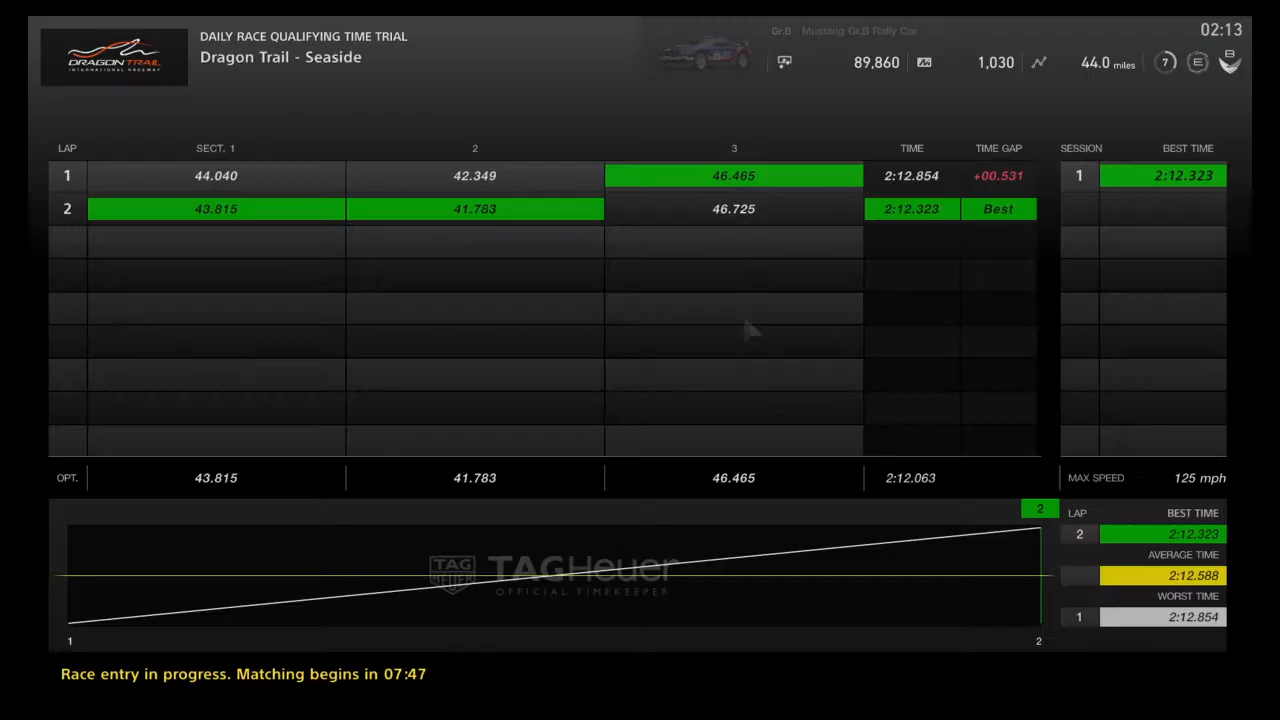 DAILY RACE QUALIFYING TIME TRIAL
Dragon Trail - Seaside
DRAGON TRAIL
INTERNATIONAL RACEWAY
Gr.B Mustang Gr.B Rally Car
02:13
89,860 1,030 44.0 miles 7 E B
LAP SECT. 1 2 3 TIME TIME GAP SESSION BEST TIME
1 44.040 42.349 46.465 2:12.854 +00.531 1 2:12.323
2 43.815 41.783 46.725 2:12.323 Best
OPT. 43.815 41.783 46.465 2:12.063 MAX SPEED 125 mph
2 LAP BEST TIME
2 2:12.323
AVERAGE TIME
TAG HEUER TAGHeuer 2:12.588
OFFICIAL TIMEKEEPER WORST TIME
1 2:12.854
1 2
Race entry in progress. Matching begins in 07:47